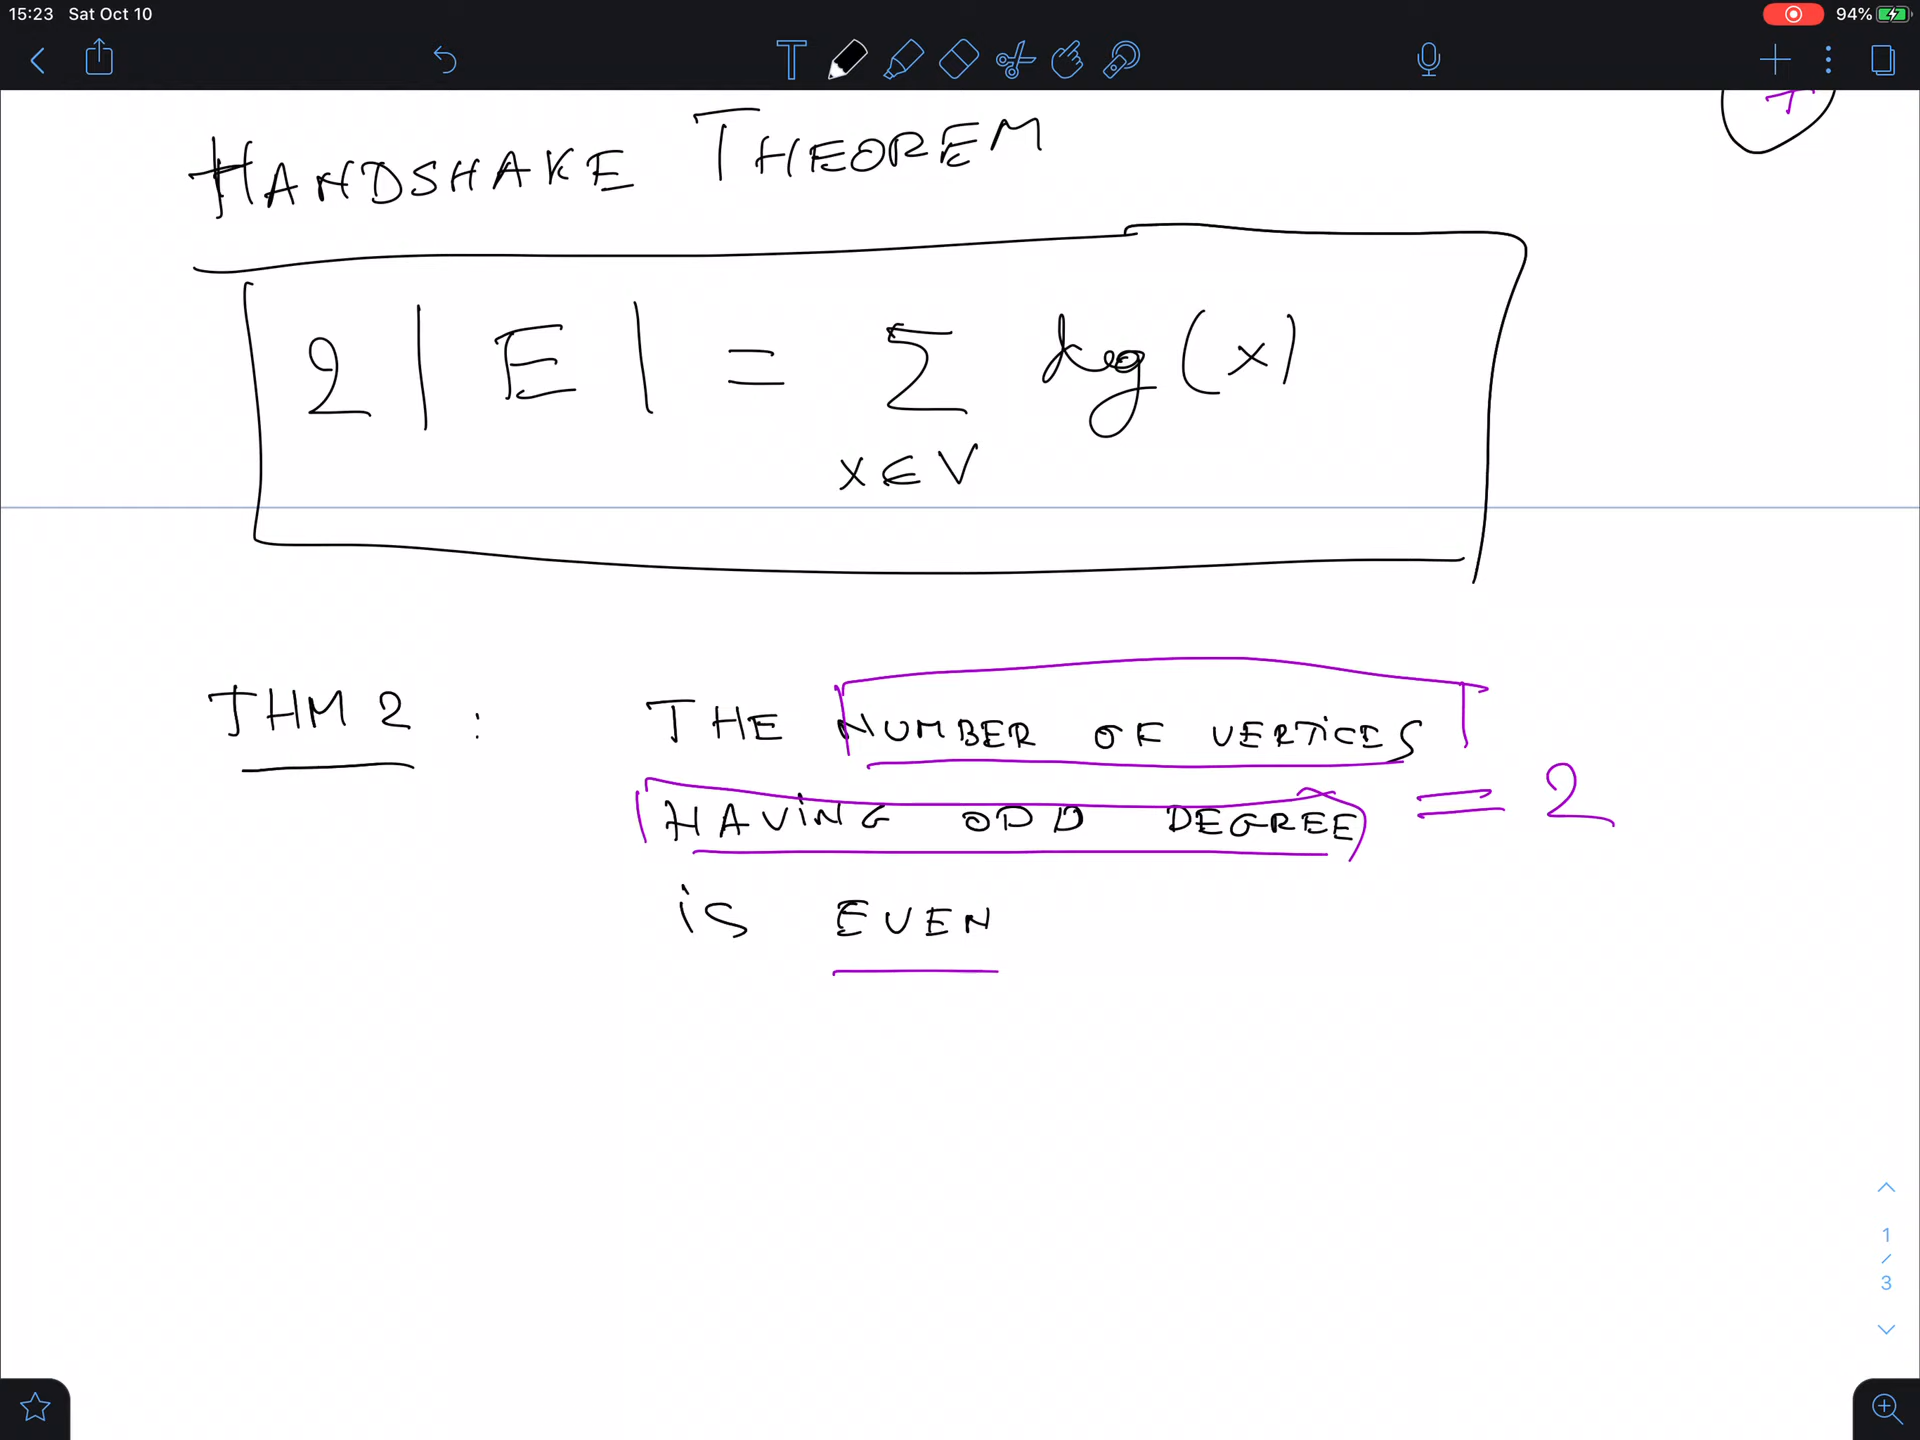 15:23 Sat Oct 10
94%
T
HANDSHAKE THEOREM
2|E| = Σ deg(x)
x∈V
THM 2 : THE NUMBER OF VERTICES
HAVING ODD DEGREE = 2
is EVEN
1
/
3